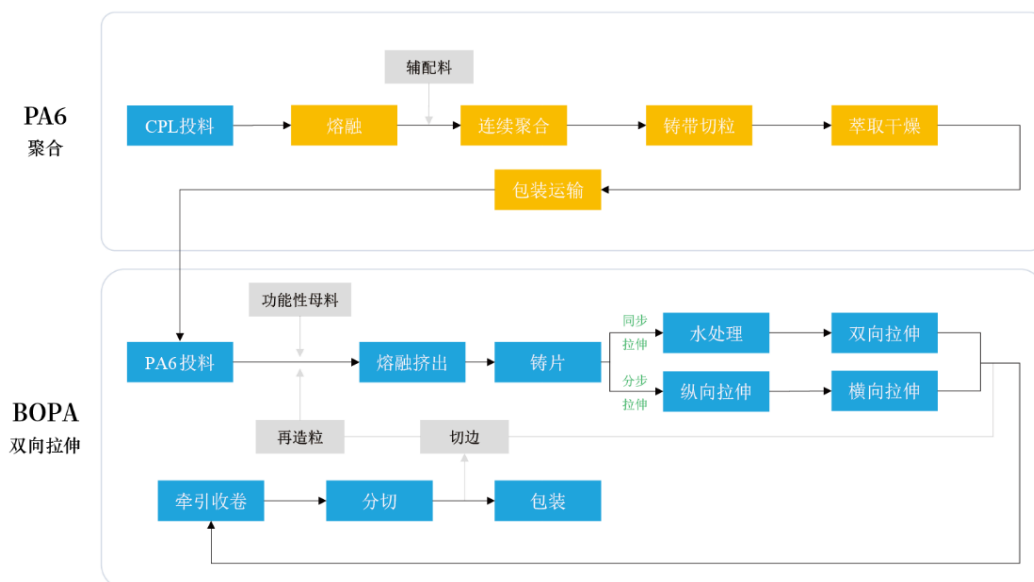 辅配料
PA6
聚合
CPL投料
熔融
连续聚合
铸带切粒
萃取干燥
包装运输
功能性母料
同步
拉伸
水处理
双向拉伸
PA6投料
熔融挤出
铸片
分步
拉伸
纵向拉伸
横向拉伸
BOPA
双向拉伸
再造粒
切边
牵引收卷
分切
包装